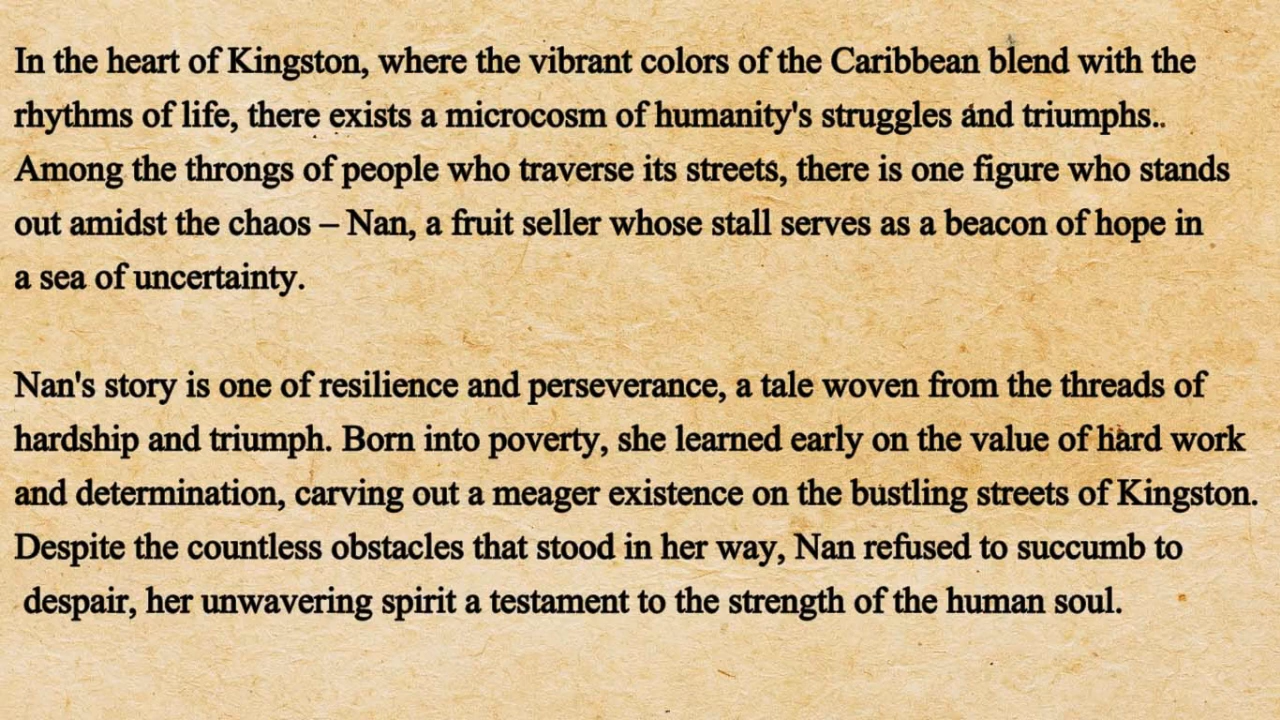 In the heart of Kingston, where the vibrant colors of the Caribbean blend with the
rhythms of life, there exists a microcosm of humanity's struggles and triumphs..
Among the throngs of people who traverse its streets, there is one figure who stands
out amidst the chaos – Nan, a fruit seller whose stall serves as a beacon of hope in
a sea of uncertainty.
Nan's story is one of resilience and perseverance, a tale woven from the threads of
hardship and triumph. Born into poverty, she learned early on the value of hard work
and determination, carving out a meager existence on the bustling streets of Kingston.
Despite the countless obstacles that stood in her way, Nan refused to succumb to
despair, her unwavering spirit a testament to the strength of the human soul.